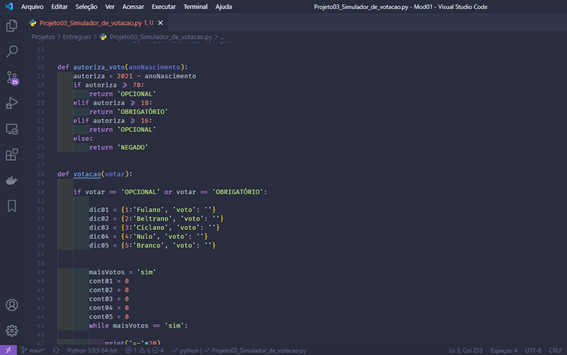 Arquivo Editar Seleção Ver Acessar Executar Terminal Ajuda Projeto03_Simulador_de_votacao.py - Mod01 - Visual Studio Code
Projeto03_Simulador_de_votacao.py 1, U
Projetos > Entregues > Projeto03_Simulador_de_votacao.py > ...
14
15
16 def autoriza_voto(anoNascimento):
17 autoriza = 2021 - anoNascimento
18 if autoriza >= 70:
19 return 'OPCIONAL'
20 elif autoriza >= 18:
21 return 'OBRIGATÓRIO'
22 elif autoriza >= 16:
23 return 'OPCIONAL'
24 else:
25 return 'NEGADO'
26
27
28 def votacao(votar):
29
30 if votar == 'OPCIONAL' or votar == 'OBRIGATÓRIO':
31
32 dic01 = {1:'Fulano', 'voto': ''}
33 dic02 = {2:'Beltrano', 'voto': ''}
34 dic03 = {3:'Ciclano', 'voto': ''}
35 dic04 = {4:'Nulo', 'voto': ''}
36 dic05 = {5:'Branco', 'voto': ''}
37
38
39 maisVotos = 'sim'
40 cont01 = 0
41 cont02 = 0
42 cont03 = 0
43 cont04 = 0
44 cont05 = 0
45 while maisVotos == 'sim':
46
47 print('=-'*20)
25
main* Python 3.9.5 64-bit 1 0 4 python | Projeto03_Simulador_de_votacao.py Ln 3, Col 253 Espaços: 4 UTF-8 CRLF